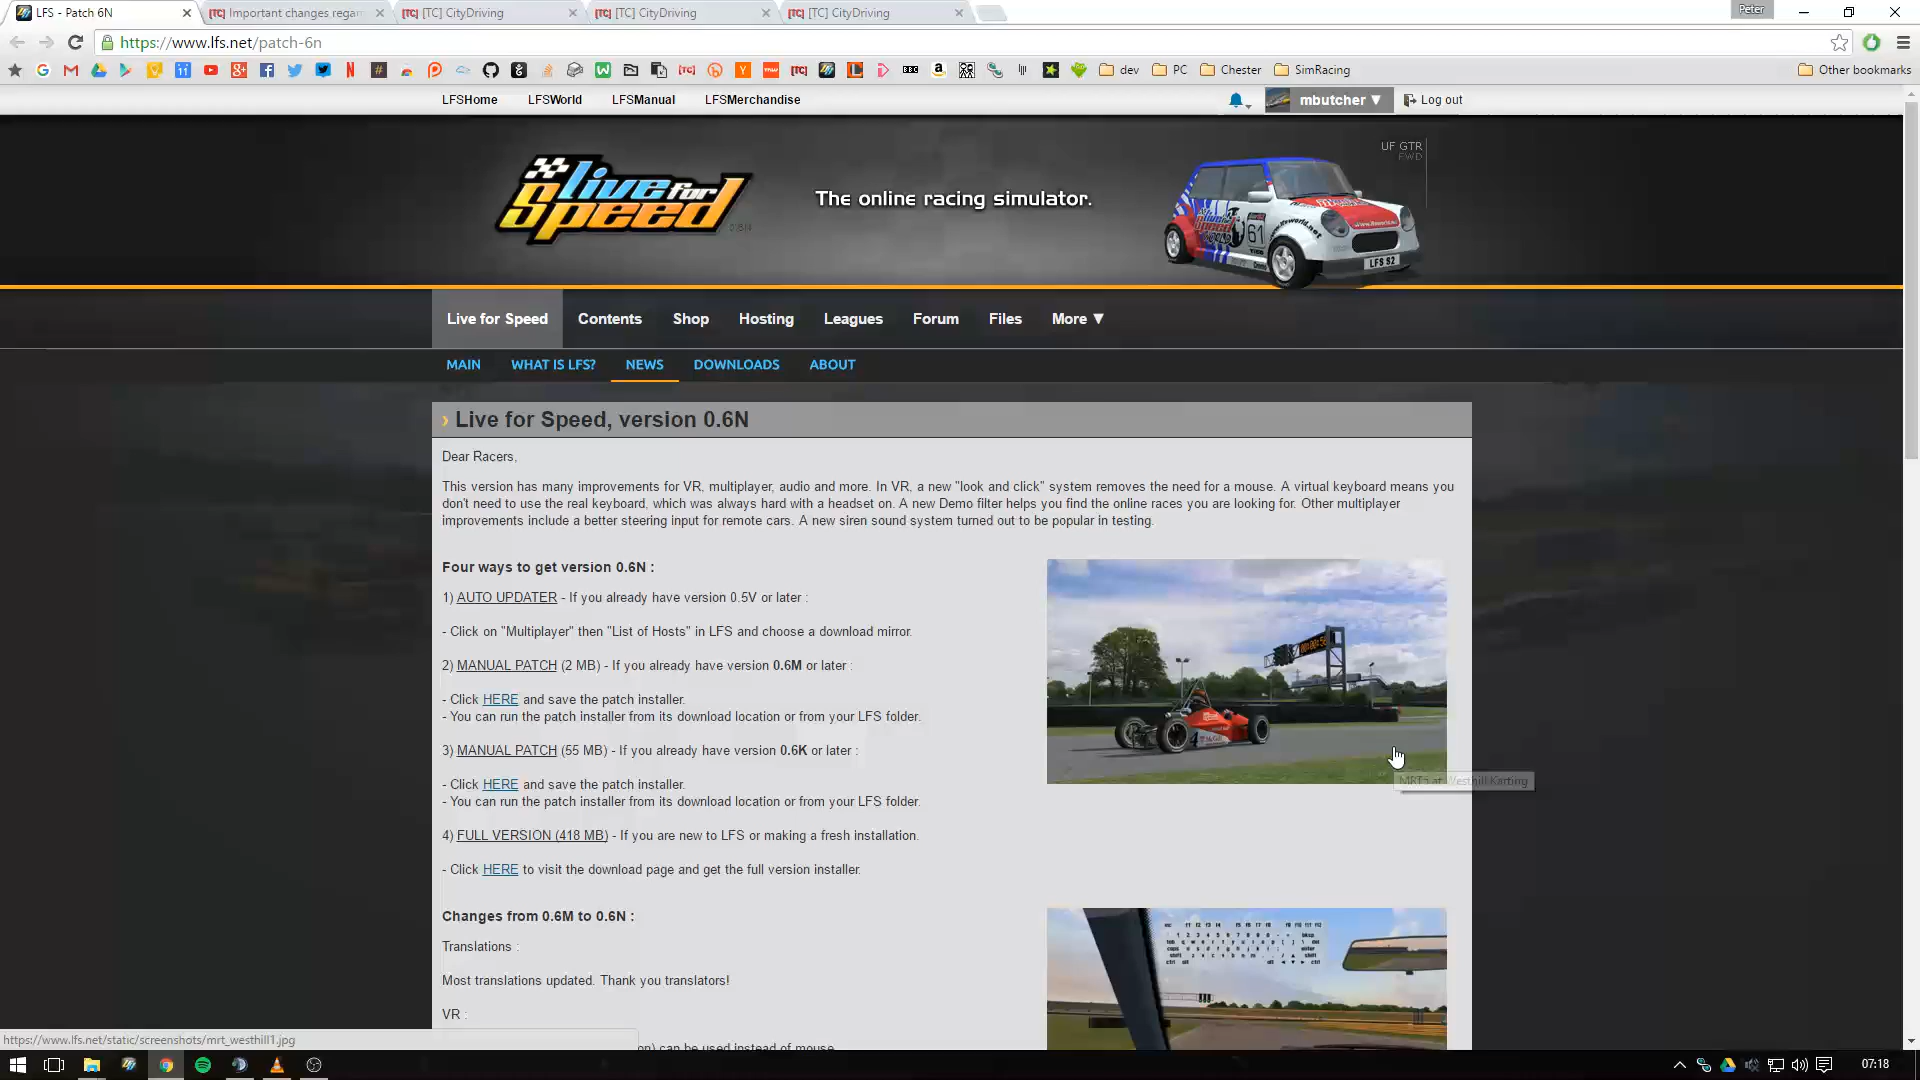 LFS - Patch 6N
Important changes regar
[TC] CityDriving
[TC] CityDriving
[TC] CityDriving
Peter
https://www.lfs.net/patch-6n
dev
PC
Chester
SimRacing
Other bookmarks
LFSHome
LFSWorld
LFSManual
LFSMerchandise
mbutcher ▼
Log out
live for Speed
The online racing simulator.
UF GTR
FWD
61
LFS S2
Live for Speed
Contents
Shop
Hosting
Leagues
Forum
Files
More ▼
MAIN
WHAT IS LFS?
NEWS
DOWNLOADS
ABOUT
› Live for Speed, version 0.6N
Dear Racers,
This version has many improvements for VR, multiplayer, audio and more. In VR, a new "look and click" system removes the need for a mouse. A virtual keyboard means you
don't need to use the real keyboard, which was always hard with a headset on. A new Demo filter helps you find the online races you are looking for. Other multiplayer
improvements include a better steering input for remote cars. A new siren sound system turned out to be popular in testing.
Four ways to get version 0.6N :
1) AUTO UPDATER - If you already have version 0.5V or later :
- Click on "Multiplayer" then "List of Hosts" in LFS and choose a download mirror.
2) MANUAL PATCH (2 MB) - If you already have version 0.6M or later :
- Click HERE and save the patch installer.
- You can run the patch installer from its download location or from your LFS folder.
3) MANUAL PATCH (55 MB) - If you already have version 0.6K or later :
- Click HERE and save the patch installer.
- You can run the patch installer from its download location or from your LFS folder.
4) FULL VERSION (418 MB) - If you are new to LFS or making a fresh installation.
- Click HERE to visit the download page and get the full version installer.
MRT5 at Westhill Karting
Changes from 0.6M to 0.6N :
Translations :
Most translations updated. Thank you translators!
VR :
can be used instead of mouse
https://www.lfs.net/static/screenshots/mrt_westhill1.jpg
07:18